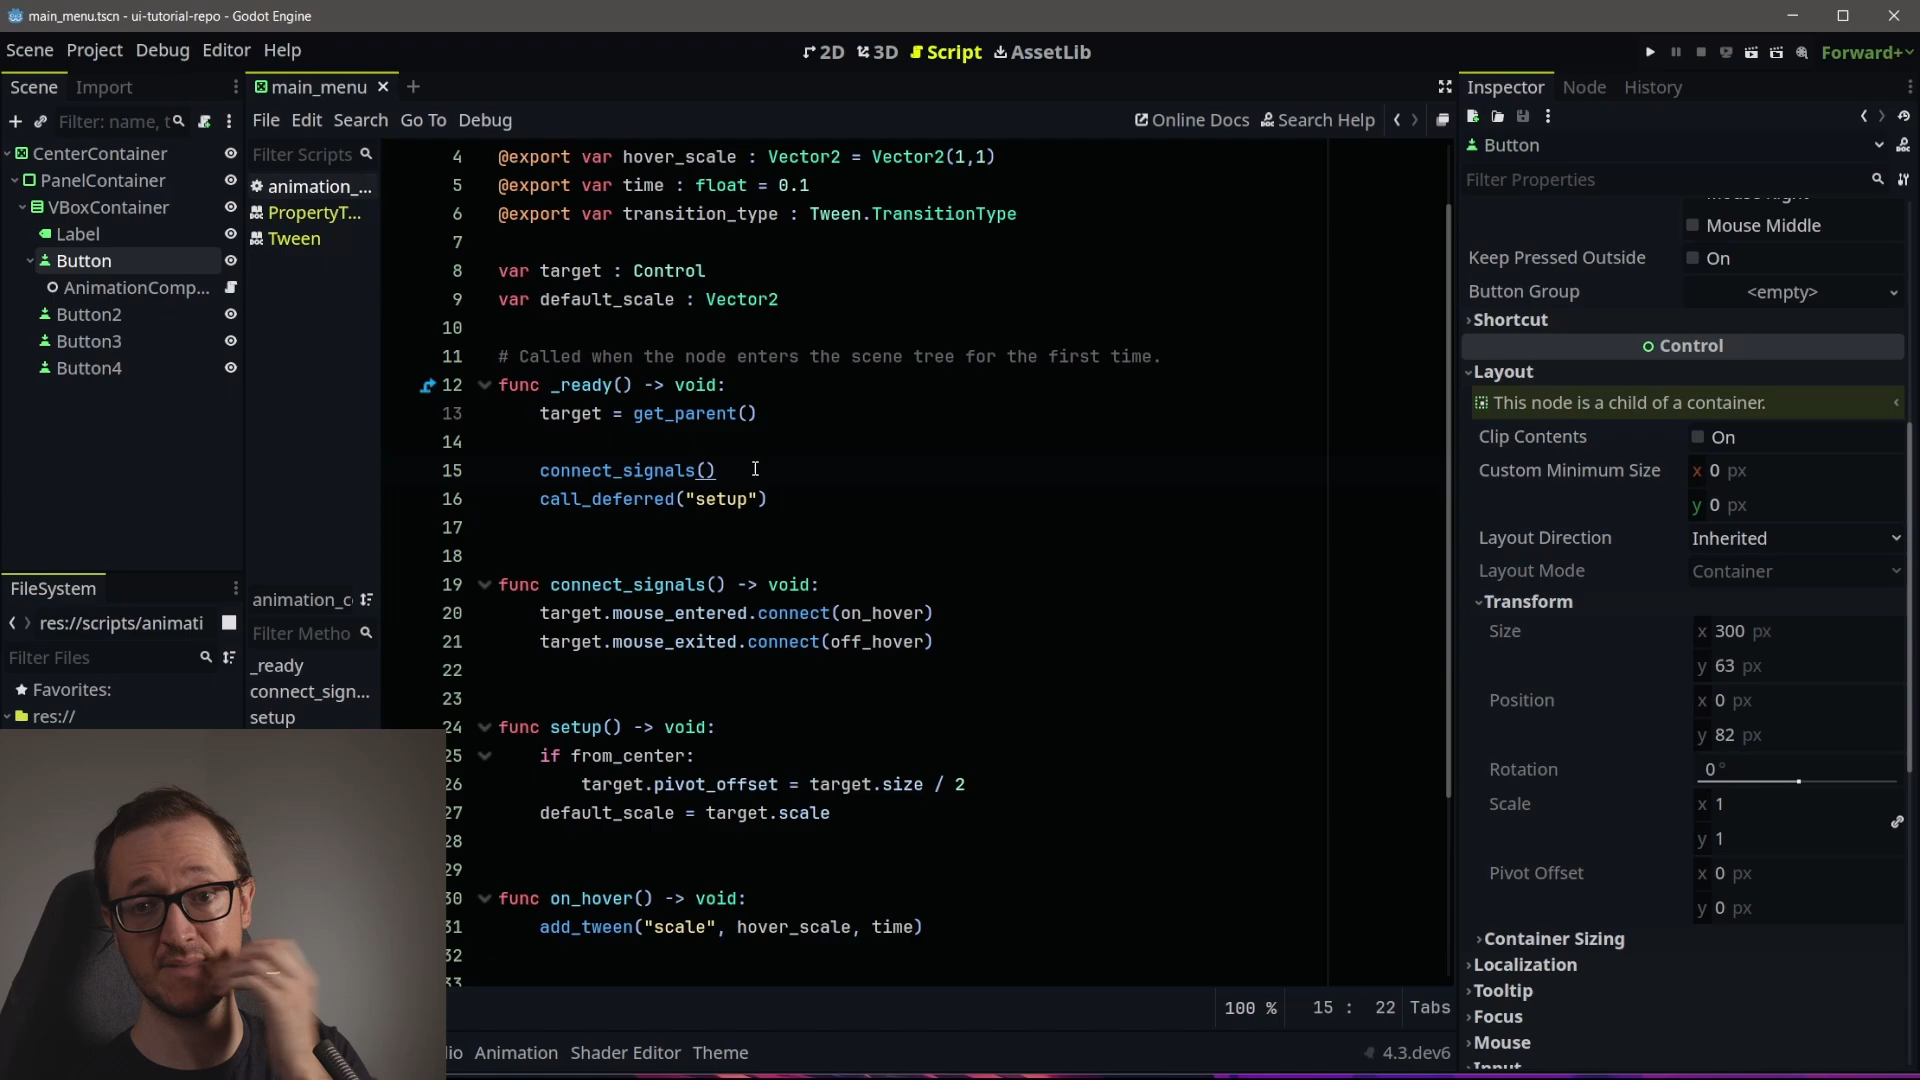 main_menu.tscn - ui-tutorial-repo - Godot Engine
Scene Project Debug Editor Help
2D 3D Script AssetLib
Forward+
Scene Import
Filter: name, t
CenterContainer
PanelContainer
VBoxContainer
Label
Button
AnimationComp...
Button2
Button3
Button4
FileSystem
res://scripts/animati
Filter Files
Favorites:
res://
main_menu
File Edit Search Go To Debug
Online Docs Search Help
Filter Scripts
animation_...
PropertyT...
Tween
animation_c
Filter Metho
_ready
connect_sign...
setup
4 @export var hover_scale : Vector2 = Vector2(1,1)
5 @export var time : float = 0.1
6 @export var transition_type : Tween.TransitionType
7
8 var target : Control
9 var default_scale : Vector2
10
11 # Called when the node enters the scene tree for the first time.
12 func _ready() -> void:
13 target = get_parent()
14
15 connect_signals()
16 call_deferred("setup")
17
18
19 func connect_signals() -> void:
20 target.mouse_entered.connect(on_hover)
21 target.mouse_exited.connect(off_hover)
22
23
24 func setup() -> void:
25 if from_center:
26 target.pivot_offset = target.size / 2
27 default_scale = target.scale
28
29
30 func on_hover() -> void:
31 add_tween("scale", hover_scale, time)
32
33
100 % 15 : 22 Tabs
io Animation Shader Editor Theme
4.3.dev6
Inspector Node History
Button
Filter Properties
Mouse Right
Mouse Middle
Keep Pressed Outside On
Button Group <empty>
Shortcut
Control
Layout
This node is a child of a container.
Clip Contents On
Custom Minimum Size x 0 px
y 0 px
Layout Direction Inherited
Layout Mode Container
Transform
Size x 300 px
y 63 px
Position x 0 px
y 82 px
Rotation 0 °
Scale x 1
y 1
Pivot Offset x 0 px
y 0 px
Container Sizing
Localization
Tooltip
Focus
Mouse
Input